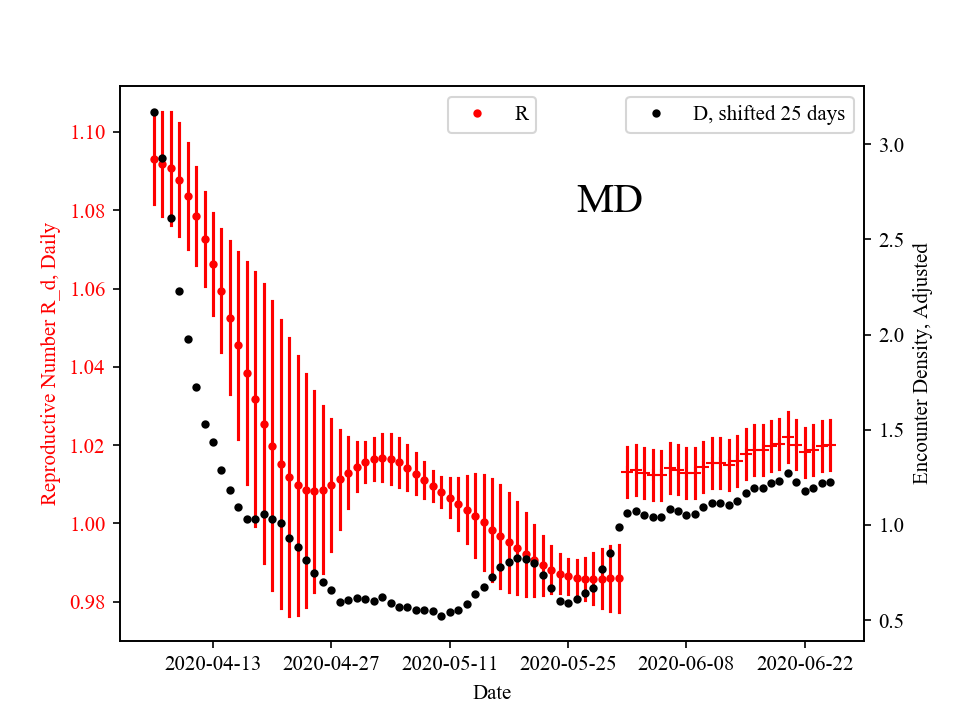 R
D, shifted 25 days
MD
Reproductive Number R_d, Daily
1.10
1.08
1.06
1.04
1.02
1.00
0.98
3.0
2.5
2.0
1.5
1.0
0.5
Encounter Density, Adjusted
2020-04-13 2020-04-27 2020-05-11 2020-05-25 2020-06-08 2020-06-22
Date